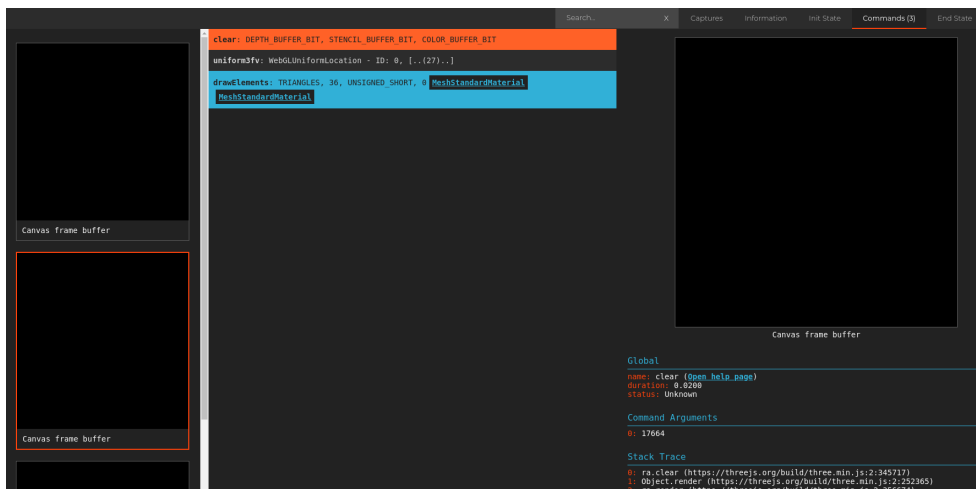 Search... X Captures Information Init State Commands (3) End State
Canvas frame buffer
Canvas frame buffer
clear: DEPTH_BUFFER_BIT, STENCIL_BUFFER_BIT, COLOR_BUFFER_BIT
uniform3fv: WebGLUniformLocation - ID: 0, [..(27)..]
drawElements: TRIANGLES, 36, UNSIGNED_SHORT, 0 MeshStandardMaterial
MeshStandardMaterial
Canvas frame buffer
Global
name: clear (Open help page)
duration: 0.0200
status: Unknown
Command Arguments
0: 17664
Stack Trace
0: ra.clear (https://threejs.org/build/three.min.js:2:345717)
1: Object.render (https://threejs.org/build/three.min.js:2:252365)